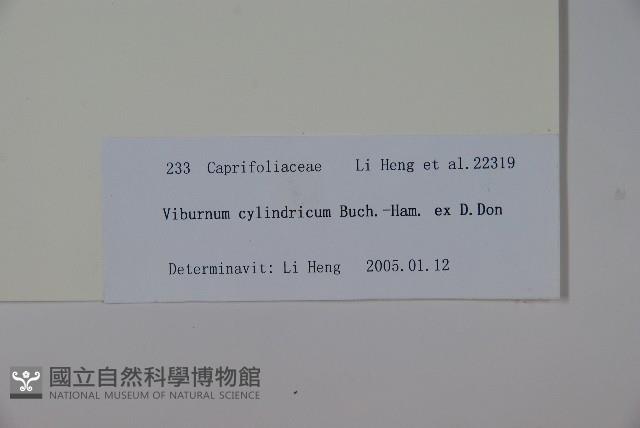 233 Caprifoliaceae Li Heng et al. 22319
Viburnum cylindricum Buch.-Ham. ex D. Don
Determinavit: Li Heng 2005.01.12
國立自然科學博物館
NATIONAL MUSEUM OF NATURAL SCIENCE